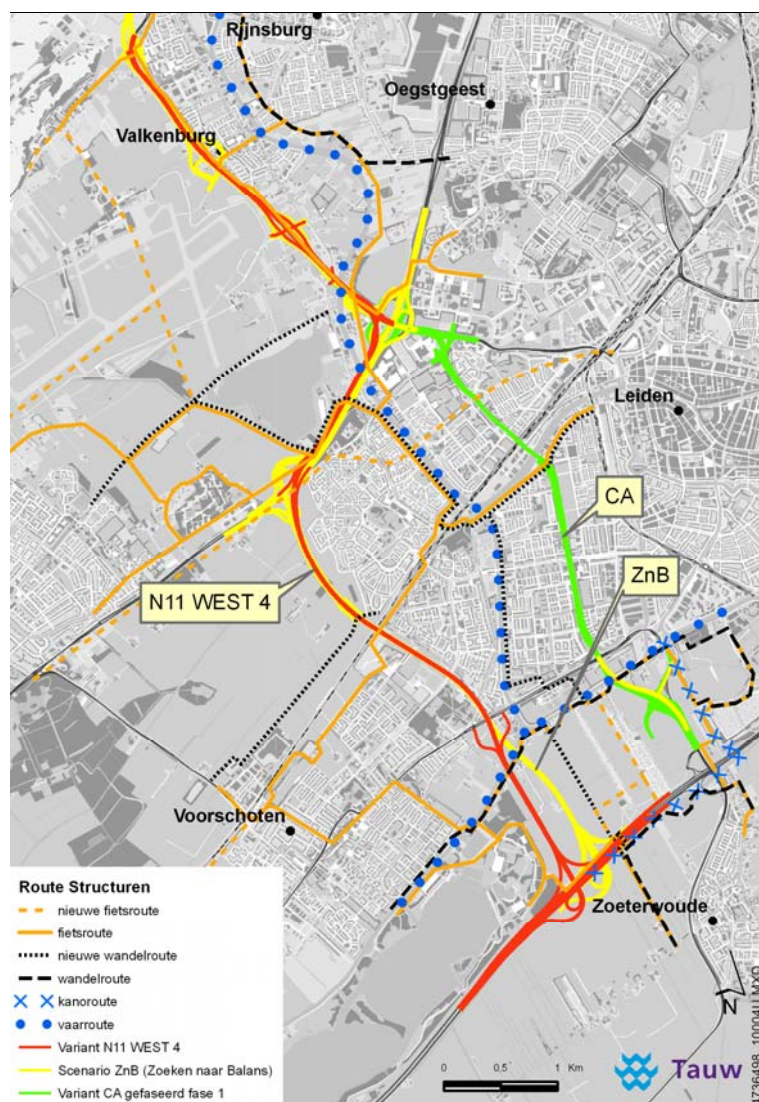 Rijnsburg
Oegstgeest
Valkenburg
Leiden
CA
ZnB
N11 WEST 4
Voorschoten
Zoeterwoude
N
Route Structuren
nieuwe fietsroute
fietsroute
nieuwe wandelroute
wandelroute
kanoroute
vaarroute
Variant N11 WEST 4
Scenario ZnB (Zoeken naar Balans)
Variant CA gefaseerd fase 1
0 0,5 1 Km
Tauw